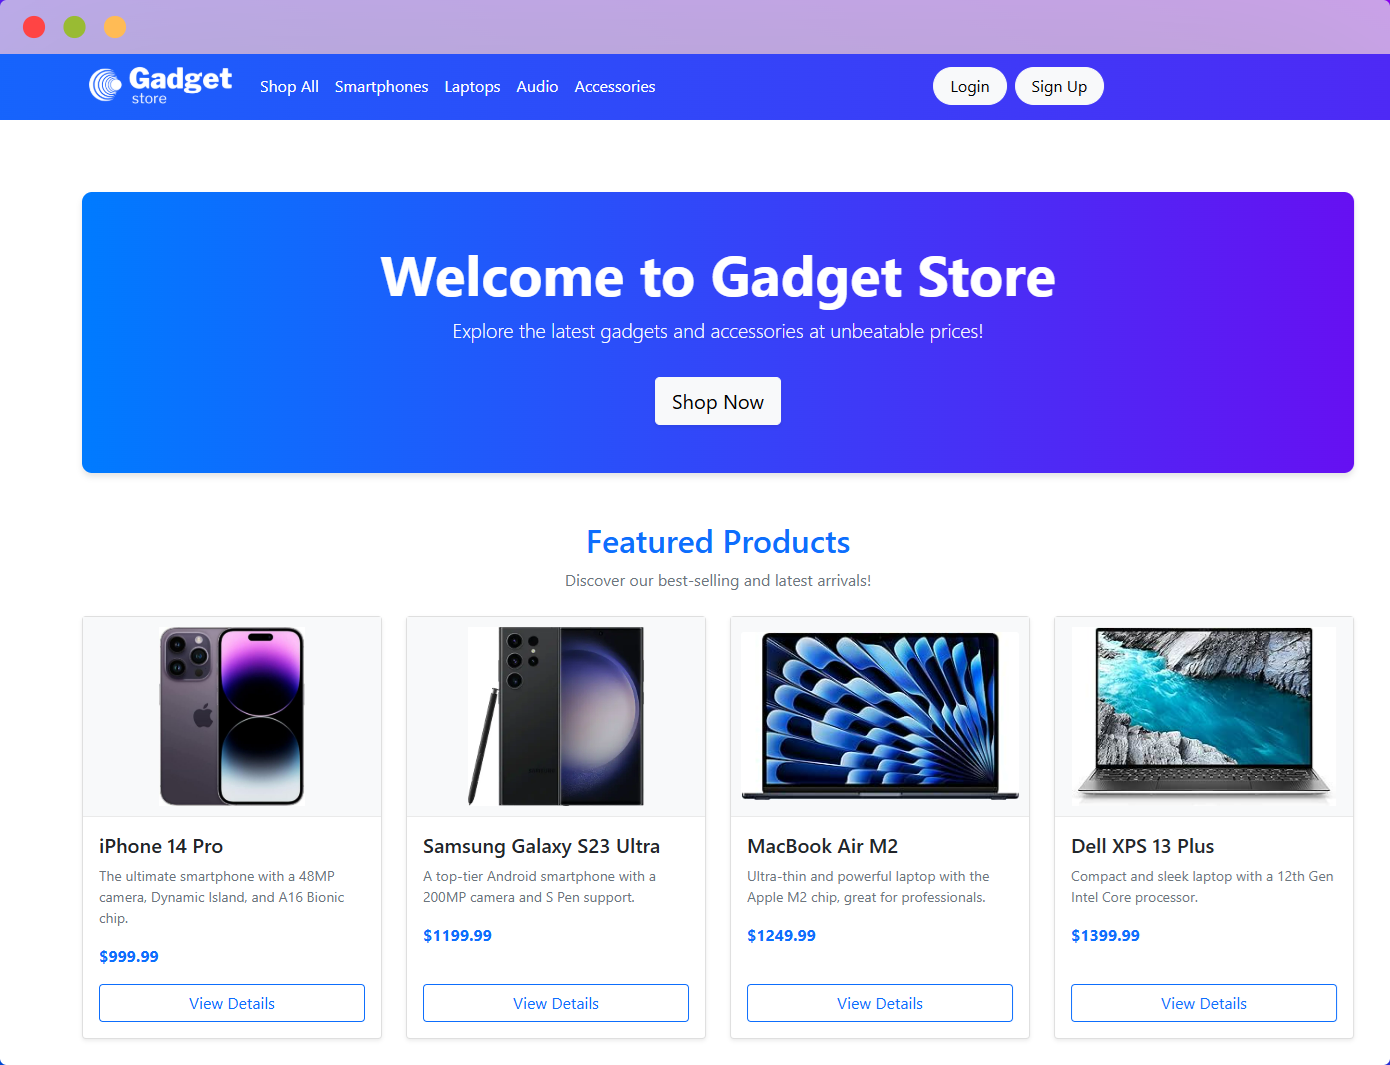 Gadget
store
Shop All Smartphones Laptops Audio Accessories Login Sign Up
Welcome to Gadget Store
Explore the latest gadgets and accessories at unbeatable prices!
Shop Now
Featured Products
Discover our best-selling and latest arrivals!
iPhone 14 Pro
The ultimate smartphone with a 48MP
camera, Dynamic Island, and A16 Bionic
chip.
$999.99
View Details
Samsung Galaxy S23 Ultra
A top-tier Android smartphone with a
200MP camera and S Pen support.
$1199.99
View Details
MacBook Air M2
Ultra-thin and powerful laptop with the
Apple M2 chip, great for professionals.
$1249.99
View Details
Dell XPS 13 Plus
Compact and sleek laptop with a 12th Gen
Intel Core processor.
$1399.99
View Details